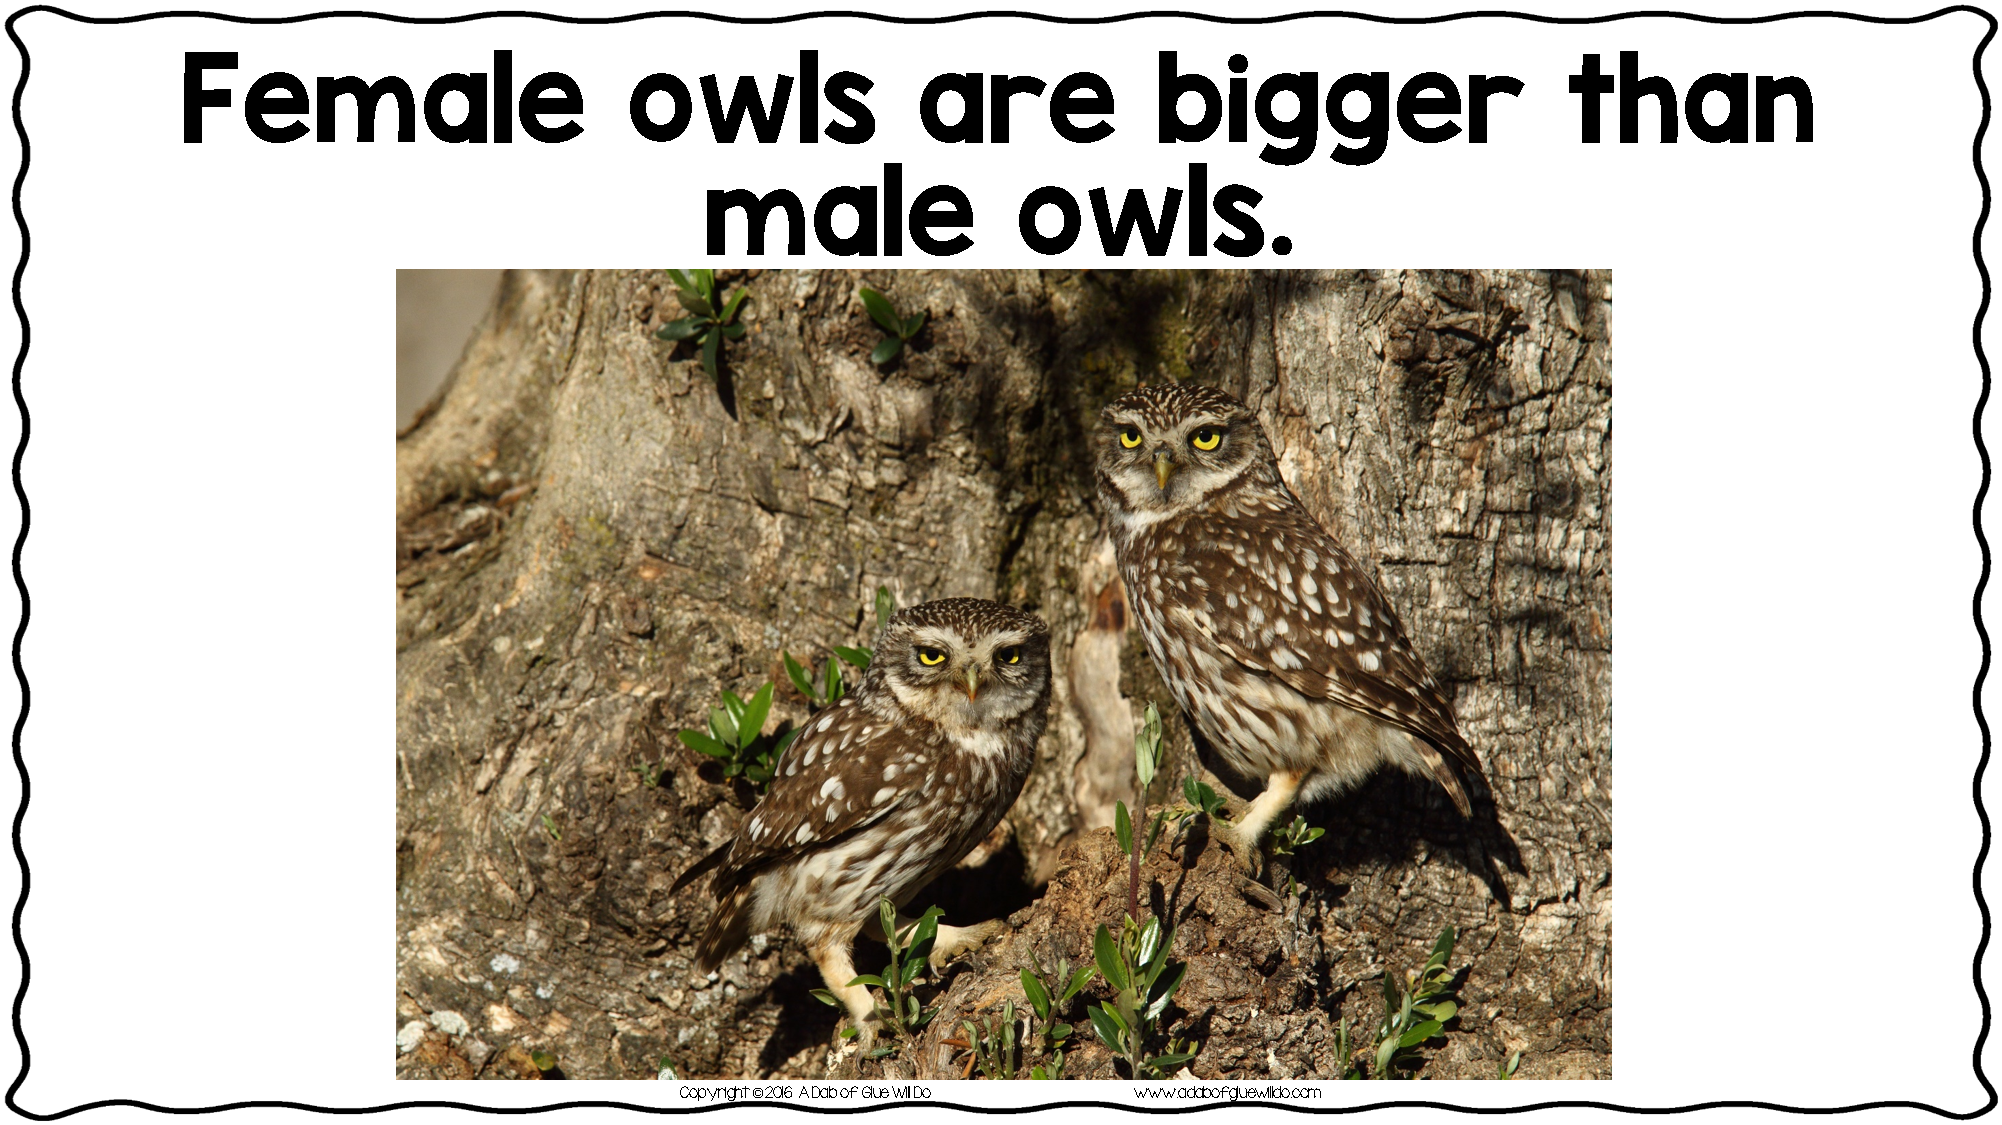 Female owls are bigger than
male owls.
Copyright ©2016 A Dab of Glue Will Do www.adabofgluewilldo.com